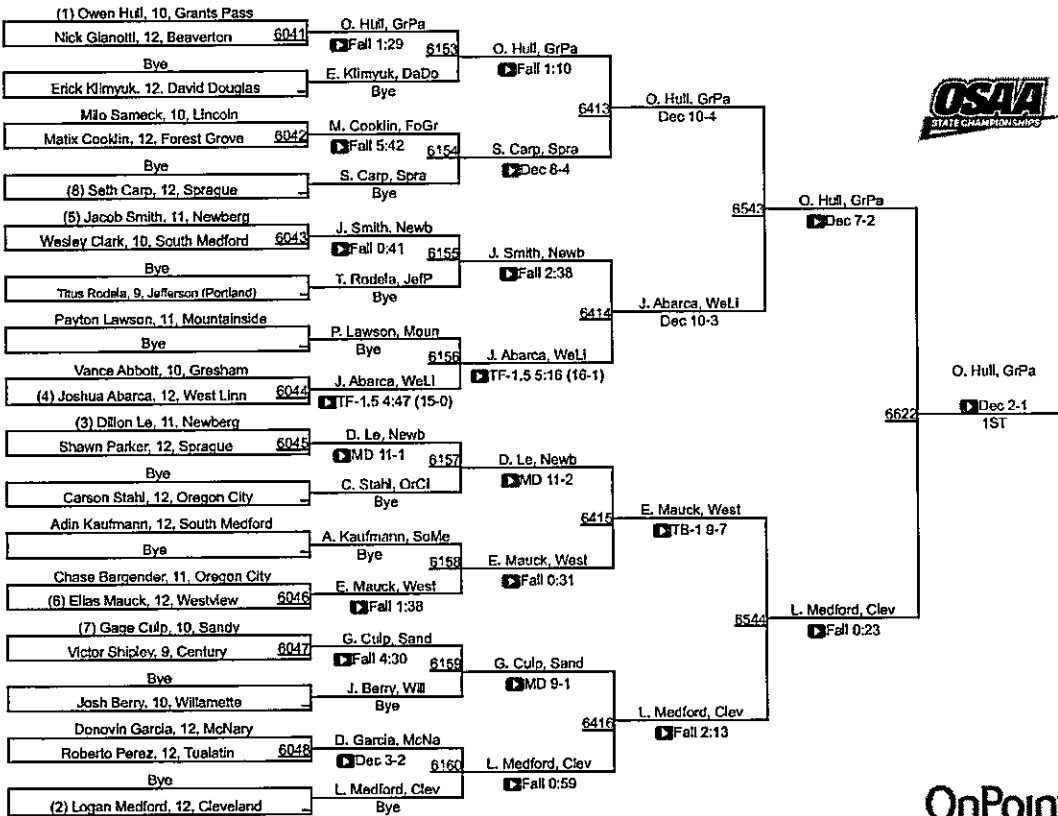 (1) Owen Hull, 10, Grants Pass
Nick Gianotti, 12, Beaverton 6041
Bye
Erick Klimyuk, 12, David Douglas
Milo Sameck, 10, Lincoln
Matix Cooklin, 12, Forest Grove 6042
Bye
(8) Seth Carp, 12, Sprague
(5) Jacob Smith, 11, Newberg
Wesley Clark, 10, South Medford 6043
Bye
Titus Rodela, 9, Jefferson (Portland)
Payton Lawson, 11, Mountainside
Bye
Vance Abbott, 10, Gresham
(4) Joshua Abarca, 12, West Linn 6044
(3) Dillon Le, 11, Newberg
Shawn Parker, 12, Sprague 6045
Bye
Carson Stahl, 12, Oregon City
Adin Kaufmann, 12, South Medford
Bye
Chase Bargender, 11, Oregon City
(6) Elias Mauck, 12, Westview 6046
(7) Gage Culp, 10, Sandy
Victor Shipley, 9, Century 6047
Bye
Josh Berry, 10, Willamette
Donovin Garcia, 12, McNary
Roberto Perez, 12, Tualatin 6048
Bye
(2) Logan Medford, 12, Cleveland
O. Hull, GrPa
Fall 1:29
6153
E. Klimyuk, DaDo
Bye
M. Cooklin, FoGr
Fall 5:42
6154
S. Carp, Spra
Bye
J. Smith, Newb
Fall 0:41
6155
T. Rodela, JefP
Bye
P. Lawson, Moun
Bye
6156
J. Abarca, WeLi
TF-1.5 4:47 (15-0)
D. Le, Newb
MD 11-1
6157
C. Stahl, OrCi
Bye
A. Kaufmann, SoMe
Bye
6158
E. Mauck, West
Fall 1:38
G. Culp, Sand
Fall 4:30
6159
J. Berry, Will
Bye
D. Garcia, McNa
Dec 3-2
6160
L. Medford, Clev
Bye
O. Hull, GrPa
Fall 1:10
6413
S. Carp, Spra
Dec 8-4
J. Smith, Newb
Fall 2:38
6414
J. Abarca, WeLi
TF-1.5 5:16 (16-1)
D. Le, Newb
MD 11-2
6415
E. Mauck, West
Fall 0:31
G. Culp, Sand
MD 9-1
6416
L. Medford, Clev
Fall 0:59
O. Hull, GrPa
Dec 10-4
6543
J. Abarca, WeLi
Dec 10-3
E. Mauck, West
TB-1 9-7
6544
L. Medford, Clev
Fall 2:13
O. Hull, GrPa
Dec 7-2
6622
L. Medford, Clev
Fall 0:23
OSAA
STATE CHAMPIONSHIPS
O. Hull, GrPa
Dec 2-1
1ST
OnPoint